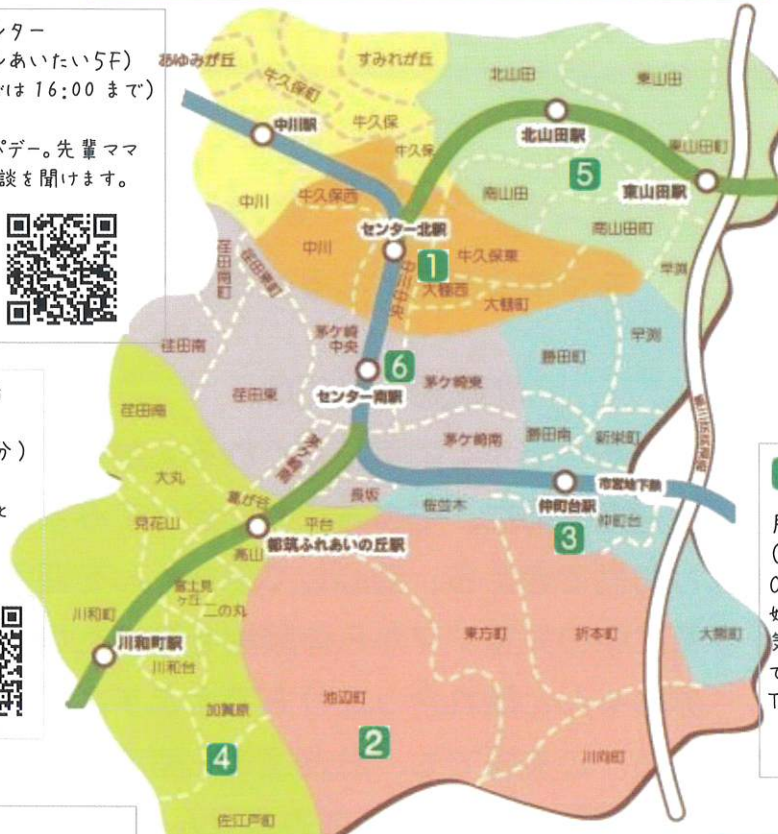 ンター
ルあいたい5F)
では 16:00 まで)
パデー。先輩ママ
談を聞けます。
分)
と
あゆみが丘
すみれが丘
牛久保町
牛久保
中川駅
牛久保
中川
牛久保西
北山田
東山田
北山田駅
東山田町
5
南山田
東山田駅
南山田町
早渕
センター北駅
1
中川
牛久保東
中川中央
大棚西
大棚町
荏田南町
荏田東町
荏田南
茅ケ崎
中央
6
センター南駅
荏田東
茅ケ崎東
茅ケ崎南
勝田町
早渕
勝田南
新栄町
荏田南
大丸
見花山
葛が谷
長坂
平台
桜並木
仲町台駅
市営地下鉄
仲町台
3
都筑ふれあいの丘駅
高山
富士見
ヶ丘
二の丸
川和町
川和町駅
川和台
加賀原
4
佐江戸町
池辺町
2
東方町
折本町
大熊町
川向町
(
で
T